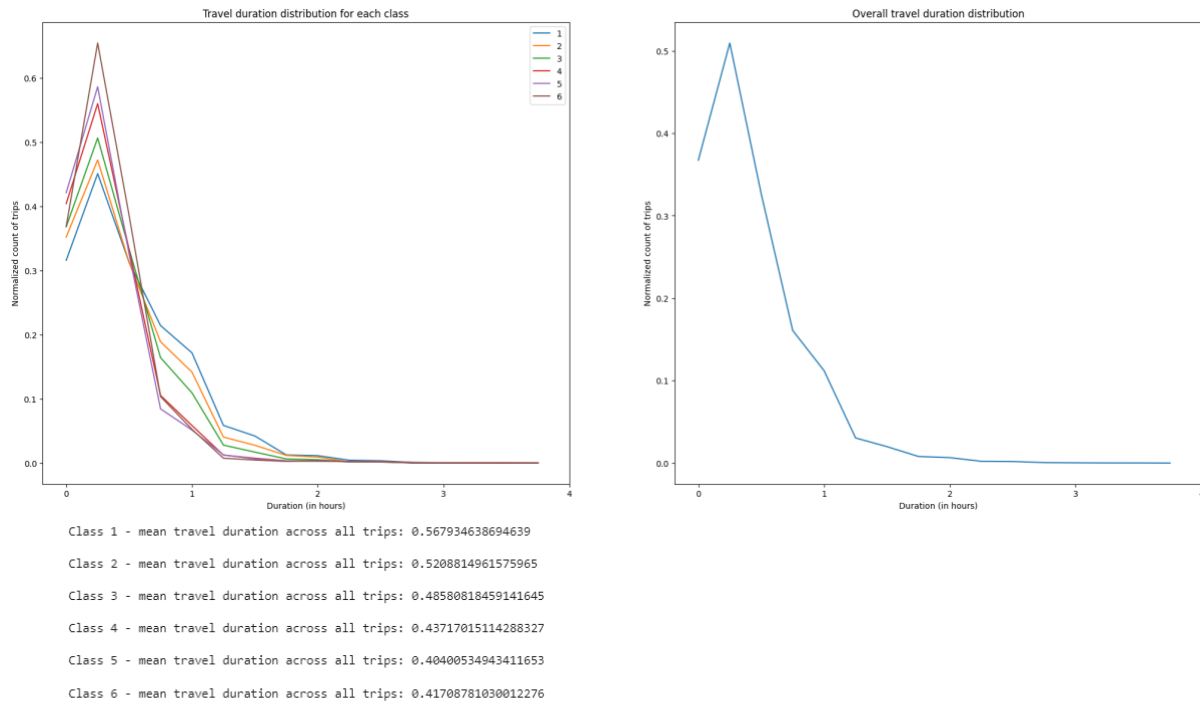 Travel duration distribution for each class
Normalized count of trips
0.6
0.5
0.4
0.3
0.2
0.1
0.0
0
1
2
3
4
Duration (in hours)
1
2
3
4
5
6
Overall travel duration distribution
Normalized count of trips
0.5
0.4
0.3
0.2
0.1
0.0
0
1
2
3
4
Duration (in hours)
Class 1 - mean travel duration across all trips: 0.567934638694639
Class 2 - mean travel duration across all trips: 0.5208814961575965
Class 3 - mean travel duration across all trips: 0.48580818459141645
Class 4 - mean travel duration across all trips: 0.43717015114288327
Class 5 - mean travel duration across all trips: 0.40400534943411653
Class 6 - mean travel duration across all trips: 0.41708781030012276